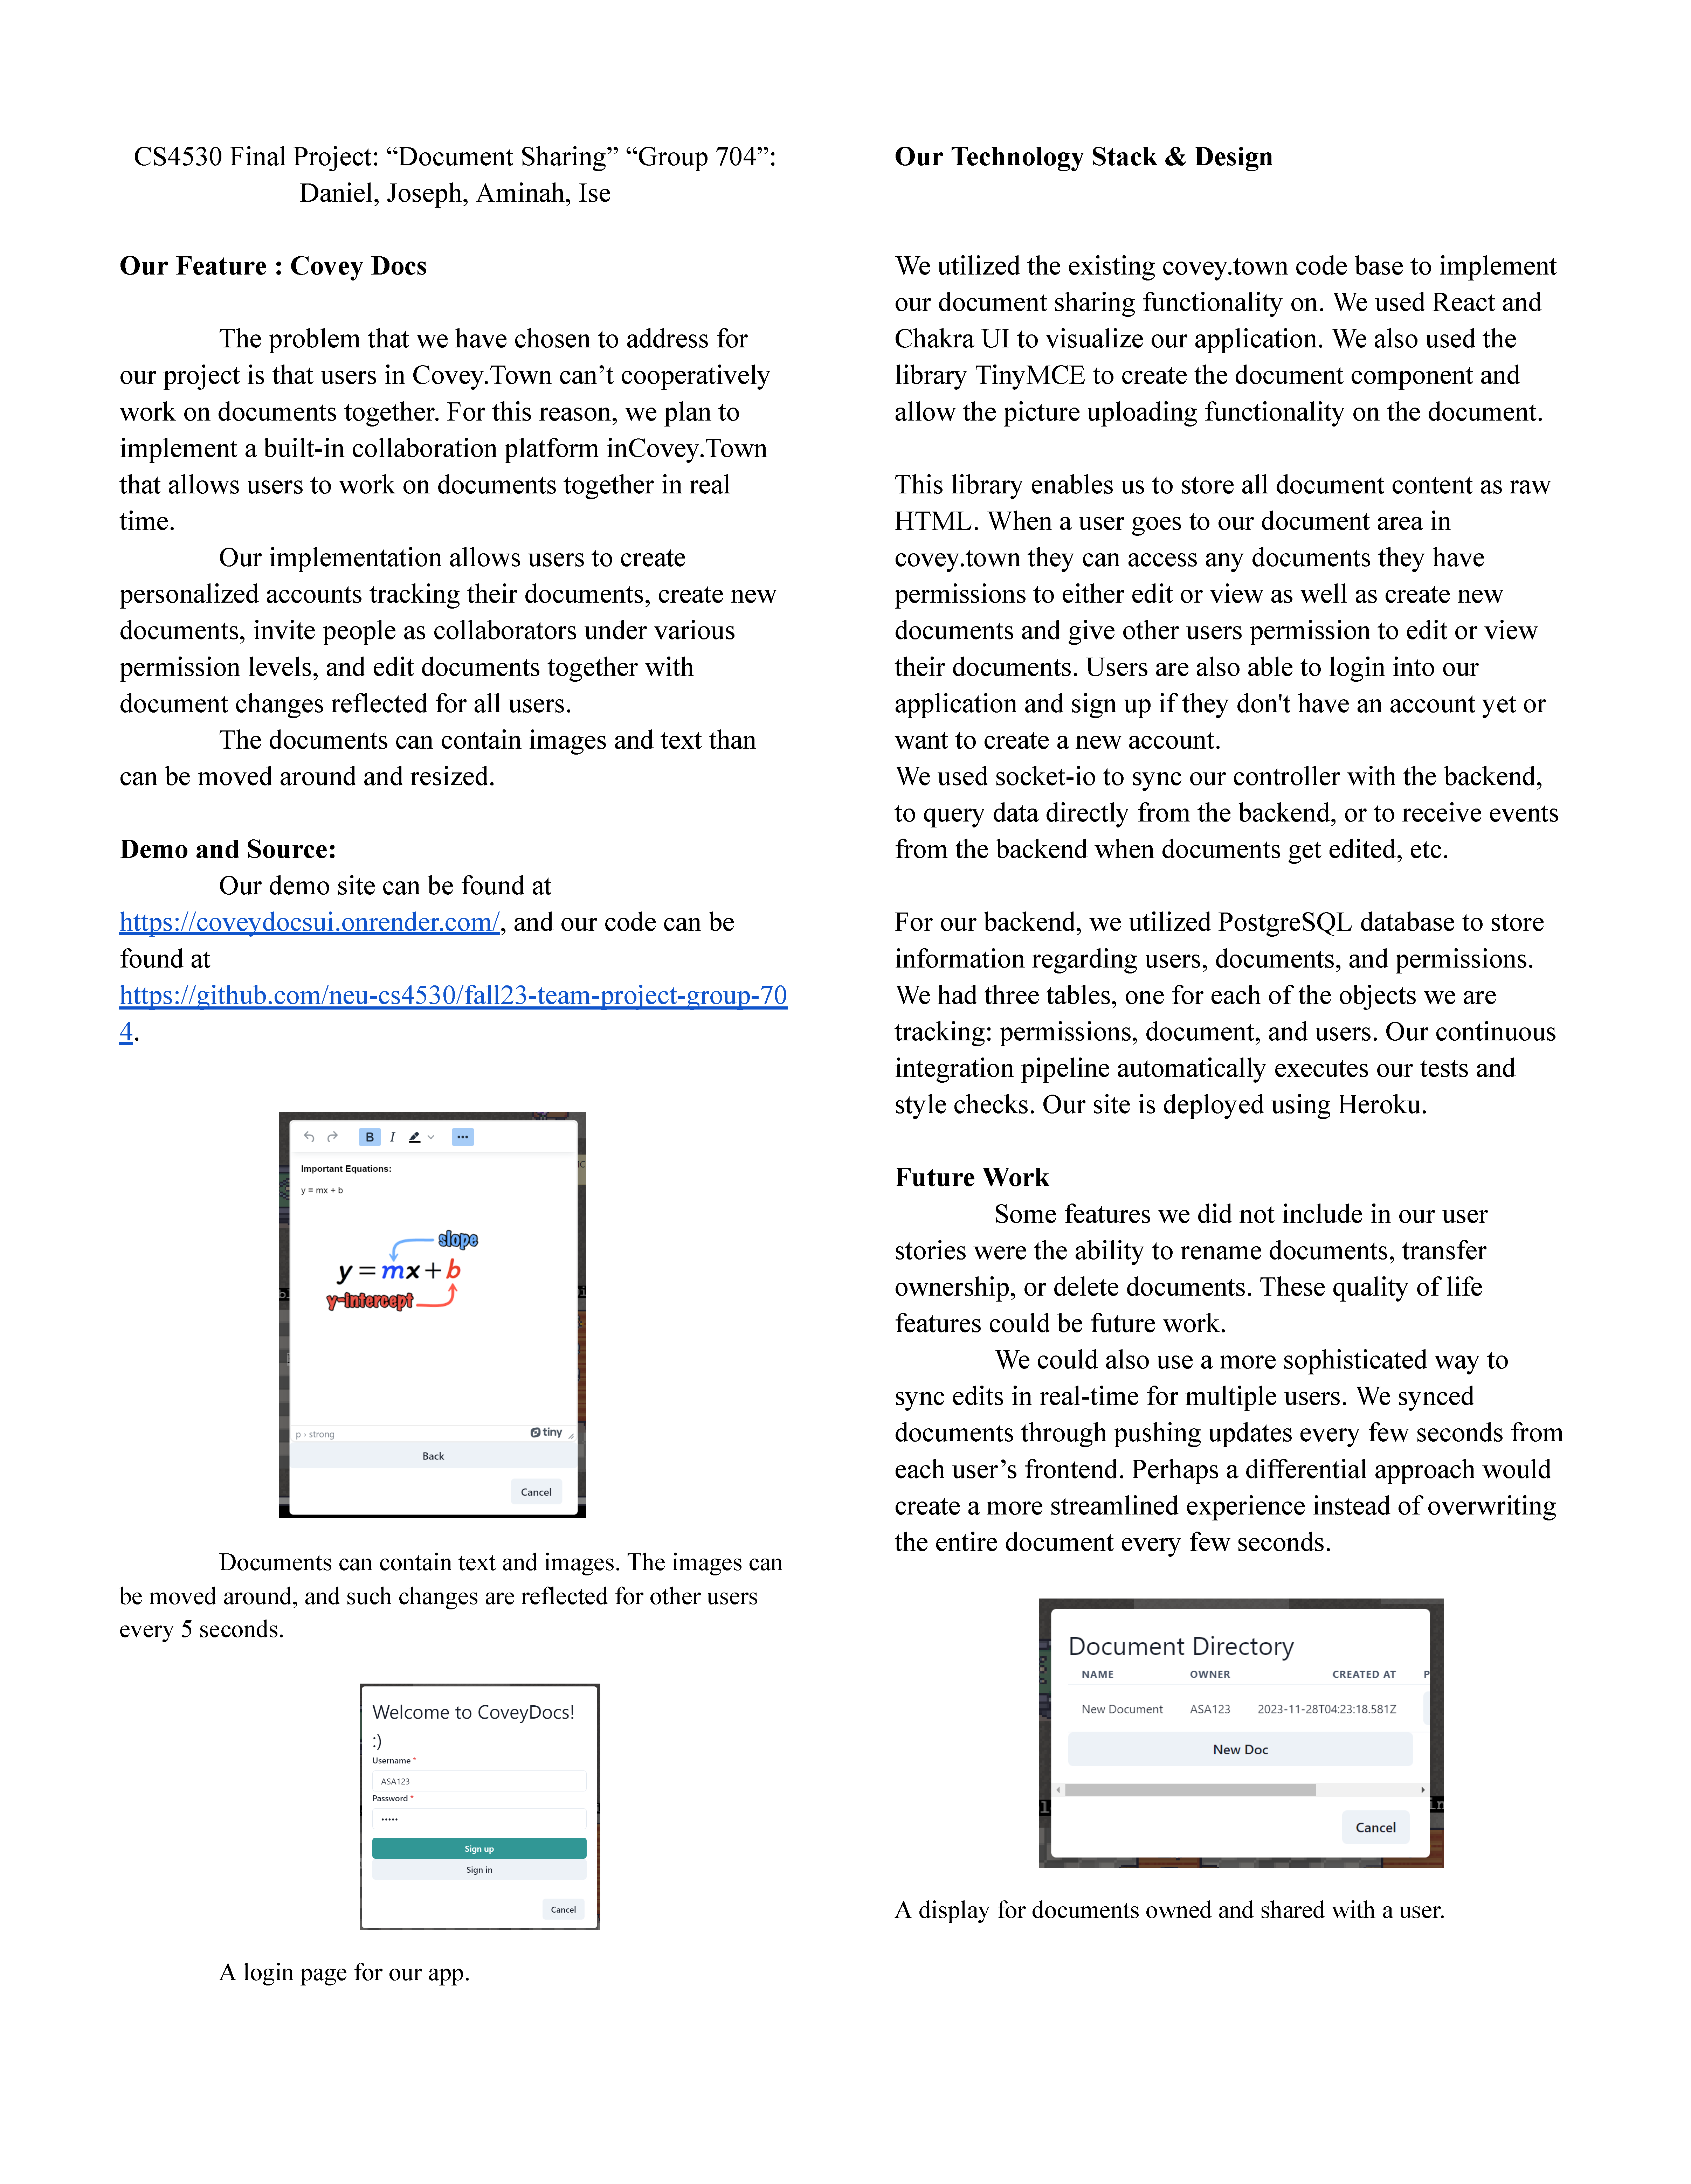 CS4530 Final Project: “Document Sharing” “Group 704”:
Daniel, Joseph, Aminah, Ise
Our Feature : Covey Docs
The problem that we have chosen to address for
our project is that users in Covey.Town can’t cooperatively
work on documents together. For this reason, we plan to
implement a built-in collaboration platform inCovey.Town
that allows users to work on documents together in real
time.
Our implementation allows users to create
personalized accounts tracking their documents, create new
documents, invite people as collaborators under various
permission levels, and edit documents together with
document changes reflected for all users.
The documents can contain images and text than
can be moved around and resized.
Demo and Source:
Our demo site can be found at
https://coveydocsui.onrender.com/, and our code can be
found at
https://github.com/neu-cs4530/fall23-team-project-group-70
4.
B I
Important Equations:
y = mx + b
slope
y = mx + b
y-intercept
p › strong
tiny
Back
Cancel
Documents can contain text and images. The images can
be moved around, and such changes are reflected for other users
every 5 seconds.
Welcome to CoveyDocs!
:)
Username *
ASA123
Password *
•••••
Sign up
Sign in
Cancel
A login page for our app.
Our Technology Stack & Design
We utilized the existing covey.town code base to implement
our document sharing functionality on. We used React and
Chakra UI to visualize our application. We also used the
library TinyMCE to create the document component and
allow the picture uploading functionality on the document.
This library enables us to store all document content as raw
HTML. When a user goes to our document area in
covey.town they can access any documents they have
permissions to either edit or view as well as create new
documents and give other users permission to edit or view
their documents. Users are also able to login into our
application and sign up if they don't have an account yet or
want to create a new account.
We used socket-io to sync our controller with the backend,
to query data directly from the backend, or to receive events
from the backend when documents get edited, etc.
For our backend, we utilized PostgreSQL database to store
information regarding users, documents, and permissions.
We had three tables, one for each of the objects we are
tracking: permissions, document, and users. Our continuous
integration pipeline automatically executes our tests and
style checks. Our site is deployed using Heroku.
Future Work
Some features we did not include in our user
stories were the ability to rename documents, transfer
ownership, or delete documents. These quality of life
features could be future work.
We could also use a more sophisticated way to
sync edits in real-time for multiple users. We synced
documents through pushing updates every few seconds from
each user’s frontend. Perhaps a differential approach would
create a more streamlined experience instead of overwriting
the entire document every few seconds.
Document Directory
NAME OWNER CREATED AT P
New Document ASA123 2023-11-28T04:23:18.581Z
New Doc
Cancel
A display for documents owned and shared with a user.